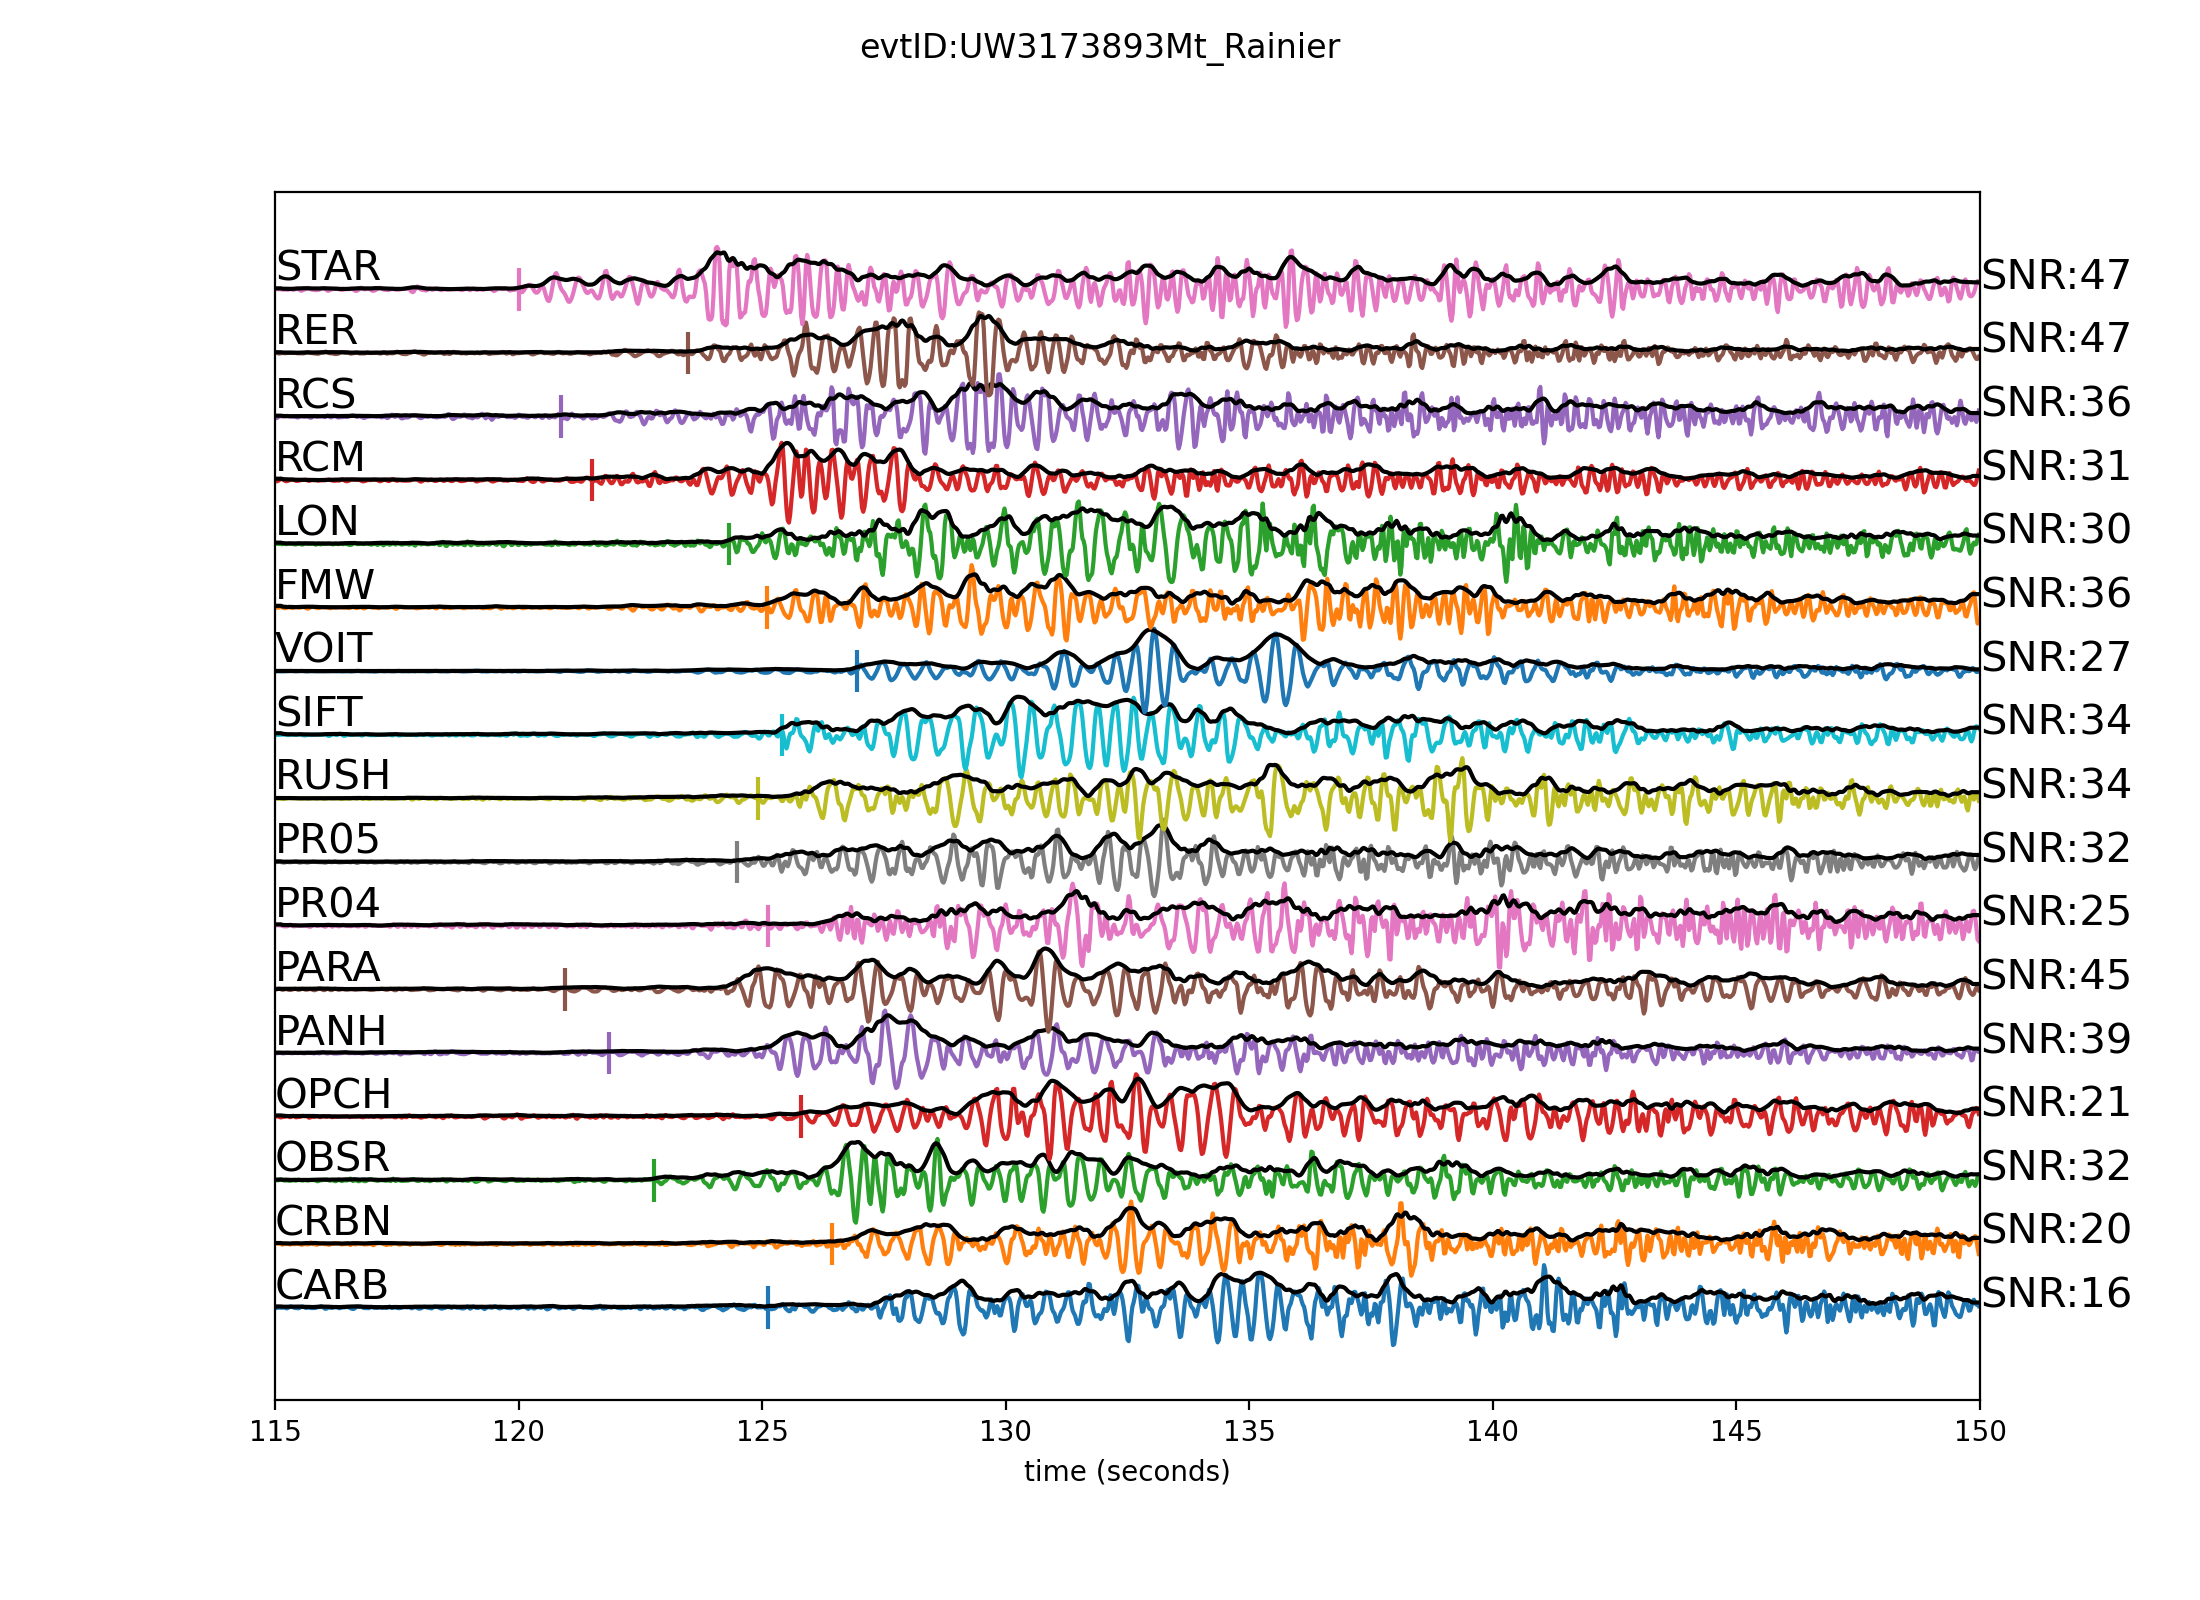 evtID:UW3173893Mt_Rainier
STAR SNR:47
RER SNR:47
RCS SNR:36
RCM SNR:31
LON SNR:30
FMW SNR:36
VOIT SNR:27
SIFT SNR:34
RUSH SNR:34
PR05 SNR:32
PR04 SNR:25
PARA SNR:45
PANH SNR:39
OPCH SNR:21
OBSR SNR:32
CRBN SNR:20
CARB SNR:16
115 120 125 130 135 140 145 150
time (seconds)